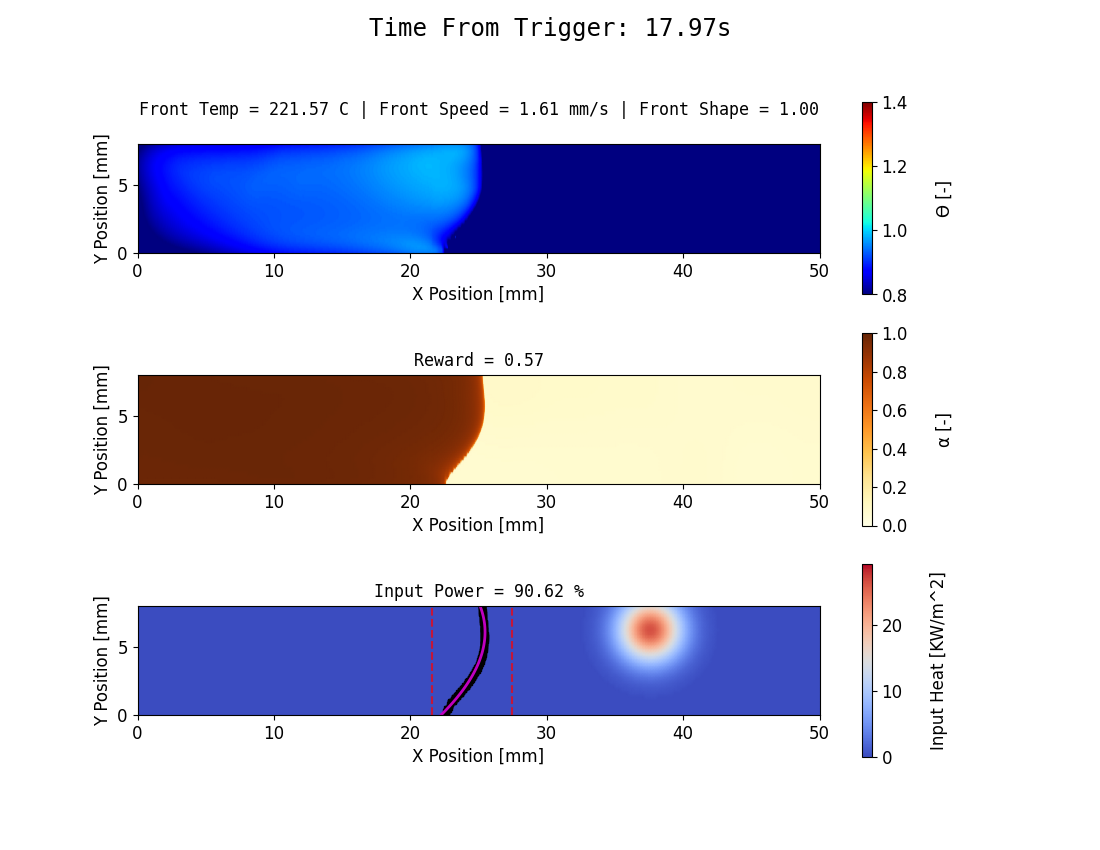 Time From Trigger: 17.97s
Front Temp = 221.57 C | Front Speed = 1.61 mm/s | Front Shape = 1.00
Y Position [mm]
5
0
0 10 20 30 40 50
X Position [mm]
1.4
1.2
1.0
0.8
Θ [-]
Reward = 0.57
Y Position [mm]
5
0
0 10 20 30 40 50
X Position [mm]
1.0
0.8
0.6
0.4
0.2
0.0
α [-]
Input Power = 90.62 %
Y Position [mm]
5
0
0 10 20 30 40 50
X Position [mm]
20
10
0
Input Heat [KW/m^2]